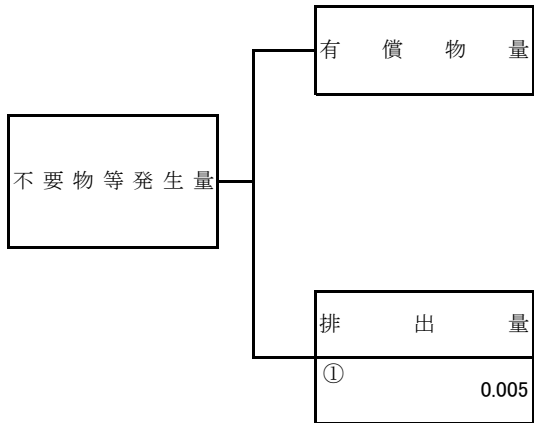 有償物量
不要物等発生量
排出量
①
0.005